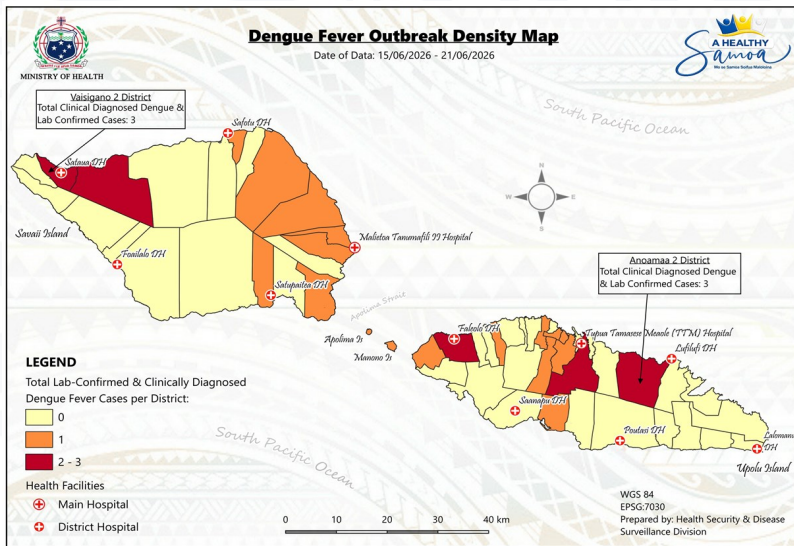 Dengue Fever Outbreak Density Map
Date of Data: 15/06/2026 - 21/06/2026
MINISTRY OF HEALTH
A HEALTHY
Samoa
Vaisigano 2 District
Total Clinical Diagnosed Dengue &
Lab Confirmed Cases: 3
Safotu DH
South Pacific Ocean
Sataua DH
N
W
E
S
Savaii Island
Malietoa Tanumafili II Hospital
Foailalo DH
Anoamaa 2 District
Total Clinical Diagnosed Dengue
& Lab Confirmed Cases: 3
Satupaitea DH
Apolima Strait
Faleolo DH
Tupua Tamasese Meaole (TTM) Hospital
Apolima Is
Lufilufi DH
Manono Is
LEGEND
Total Lab-Confirmed & Clinically Diagnosed
Dengue Fever Cases per District:
0
1
2 - 3
Saanapu DH
Poutasi DH
Lalomanu
DH
Upolu Island
South Pacific Ocean
Health Facilities
Main Hospital
District Hospital
0 10 20 30 40 km
WGS 84
EPSG:7030
Prepared by: Health Security & Disease
Surveillance Division